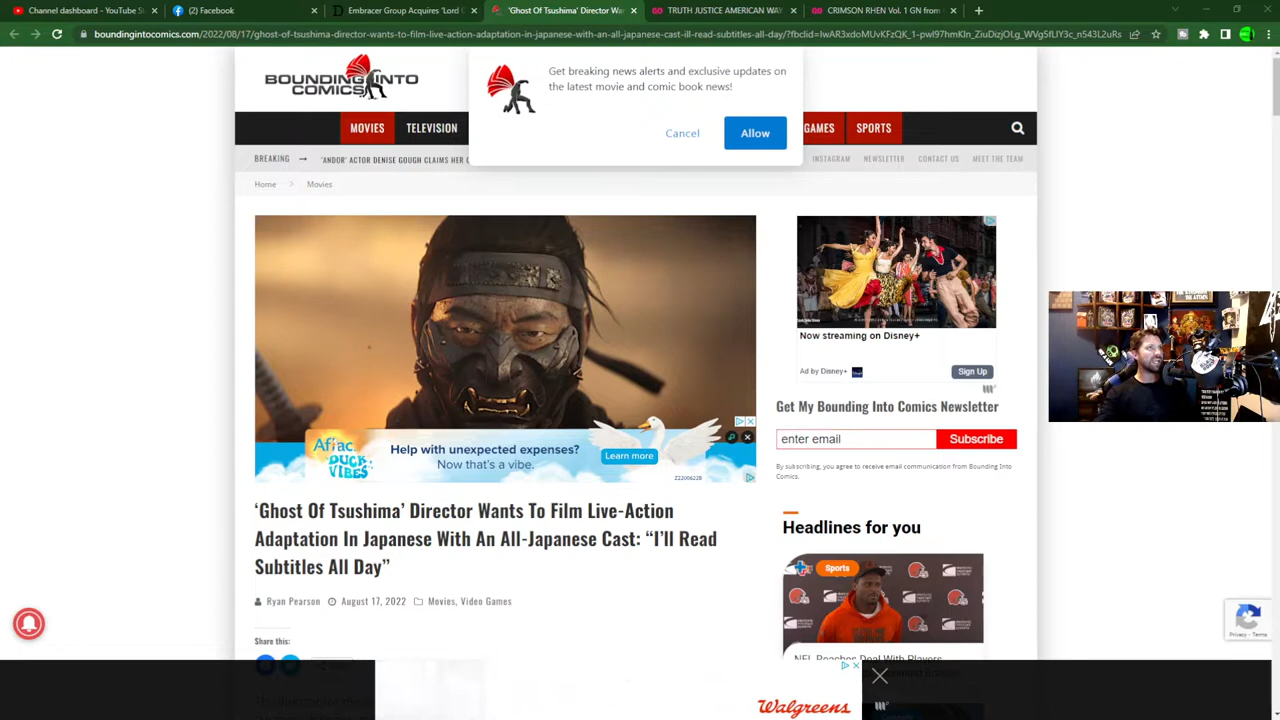 Channel dashboard - YouTube S
(2) Facebook
Embracer Group Acquires 'Lord C
'Ghost Of Tsushima' Director Wa
TRUTH JUSTICE AMERICAN WAY
CRIMSON RHEN Vol. 1 GN from
boundingintocomics.com/2022/08/17/ghost-of-tsushima-director-wants-to-film-live-action-adaptation-in-japanese-with-an-all-japanese-cast-ill-read-subtitles-all-day/?fbclid=IwAR3xdoMUvKFzQK_1-pwl97hmKln_ZiuDizjOLg_WVg5fLlY3c_n543L2uRs
BOUNDING INTO
COMICS
Get breaking news alerts and exclusive updates on
the latest movie and comic book news!
Cancel
Allow
MOVIES
TELEVISION
GAMES
SPORTS
BREAKING
'ANDOR' ACTOR DENISE GOUGH CLAIMS HER
INSTAGRAM
NEWSLETTER
CONTACT US
MEET THE TEAM
Home
Movies
Now streaming on Disney+
Ad by Disney+
Sign Up
Get My Bounding Into Comics Newsletter
enter email
Subscribe
By subscribing, you agree to receive email communication from Bounding Into
Comics.
Aflac
DUCK
VIBES
Help with unexpected expenses?
Now that's a vibe.
Learn more
Z2200622B
'Ghost Of Tsushima' Director Wants To Film Live-Action
Adaptation In Japanese With An All-Japanese Cast: "I'll Read
Subtitles All Day"
Ryan Pearson
August 17, 2022
Movies, Video Games
Share this:
Headlines for you
Sports
NFL Reaches Deal With Players
Privacy - Terms
Walgreens